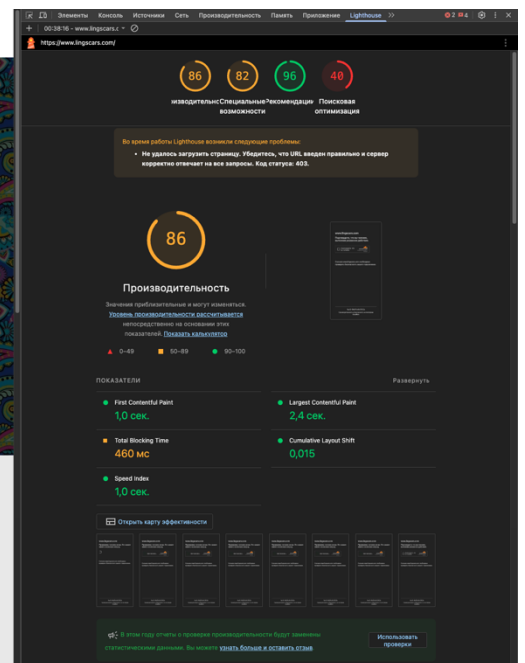 Элементы Консоль Источники Сеть Производительность Память Приложение Lighthouse
00:38:16 - www.lingscars.c
https://www.lingscars.com/
86 82 96 40
изводительнс Специальные Рекомендации Поисковая
возможности оптимизация
Во время работы Lighthouse возникли следующие проблемы:
• Не удалось загрузить страницу. Убедитесь, что URL введен правильно и сервер
корректно отвечает на все запросы. Код статуса: 403.
86
Производительность
Значения приблизительные и могут изменяться.
Уровень производительности рассчитывается
непосредственно на основании этих
показателей. Показать калькулятор
0–49 50–89 90–100
ПОКАЗАТЕЛИ Развернуть
First Contentful Paint
1,0 сек.
Largest Contentful Paint
2,4 сек.
Total Blocking Time
460 мс
Cumulative Layout Shift
0,015
Speed Index
1,0 сек.
Открыть карту эффективности
В этом году отчеты о проверке производительности будут заменены
статистическими данными. Вы можете узнать больше и оставить отзыв.
Использовать
проверки